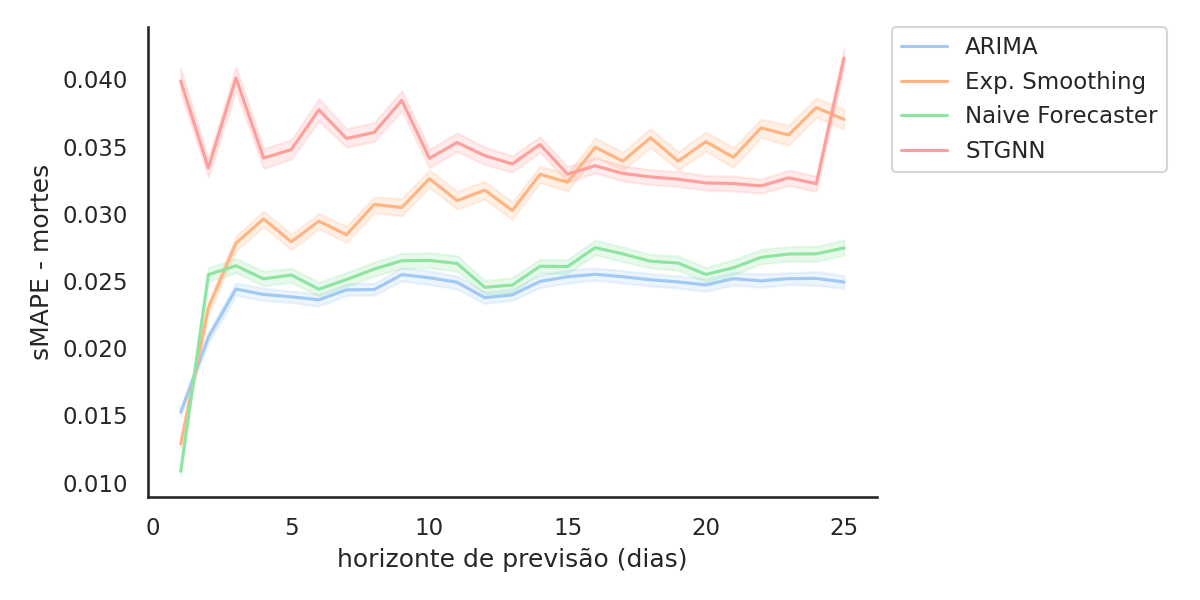 sMAPE - mortes
0.040
0.035
0.030
0.025
0.020
0.015
0.010
0 5 10 15 20 25
horizonte de previsão (dias)
ARIMA
Exp. Smoothing
Naive Forecaster
STGNN